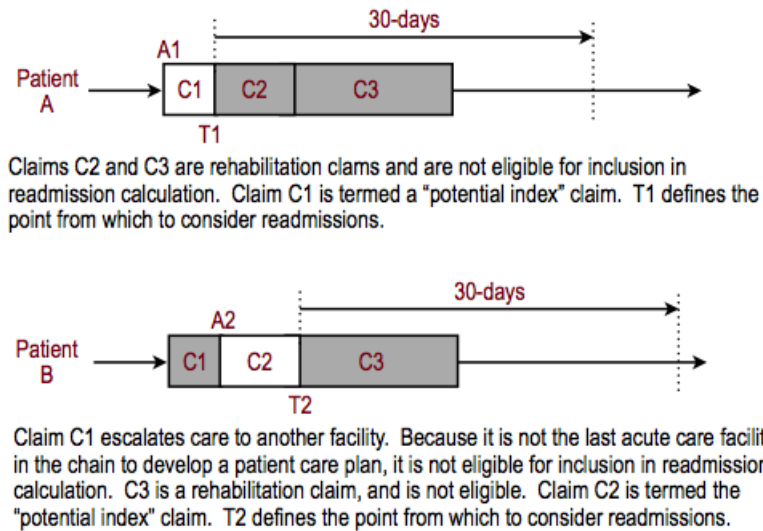 30-days
A1
Patient
A
C1 C2 C3
T1
Claims C2 and C3 are rehabilitation clams and are not eligible for inclusion in
readmission calculation. Claim C1 is termed a “potential index” claim. T1 defines the
point from which to consider readmissions.
30-days
A2
Patient
B
C1 C2 C3
T2
Claim C1 escalates care to another facility. Because it is not the last acute care facilit
in the chain to develop a patient care plan, it is not eligible for inclusion in readmission
calculation. C3 is a rehabilitation claim, and is not eligible. Claim C2 is termed the
"potential index" claim. T2 defines the point from which to consider readmissions.